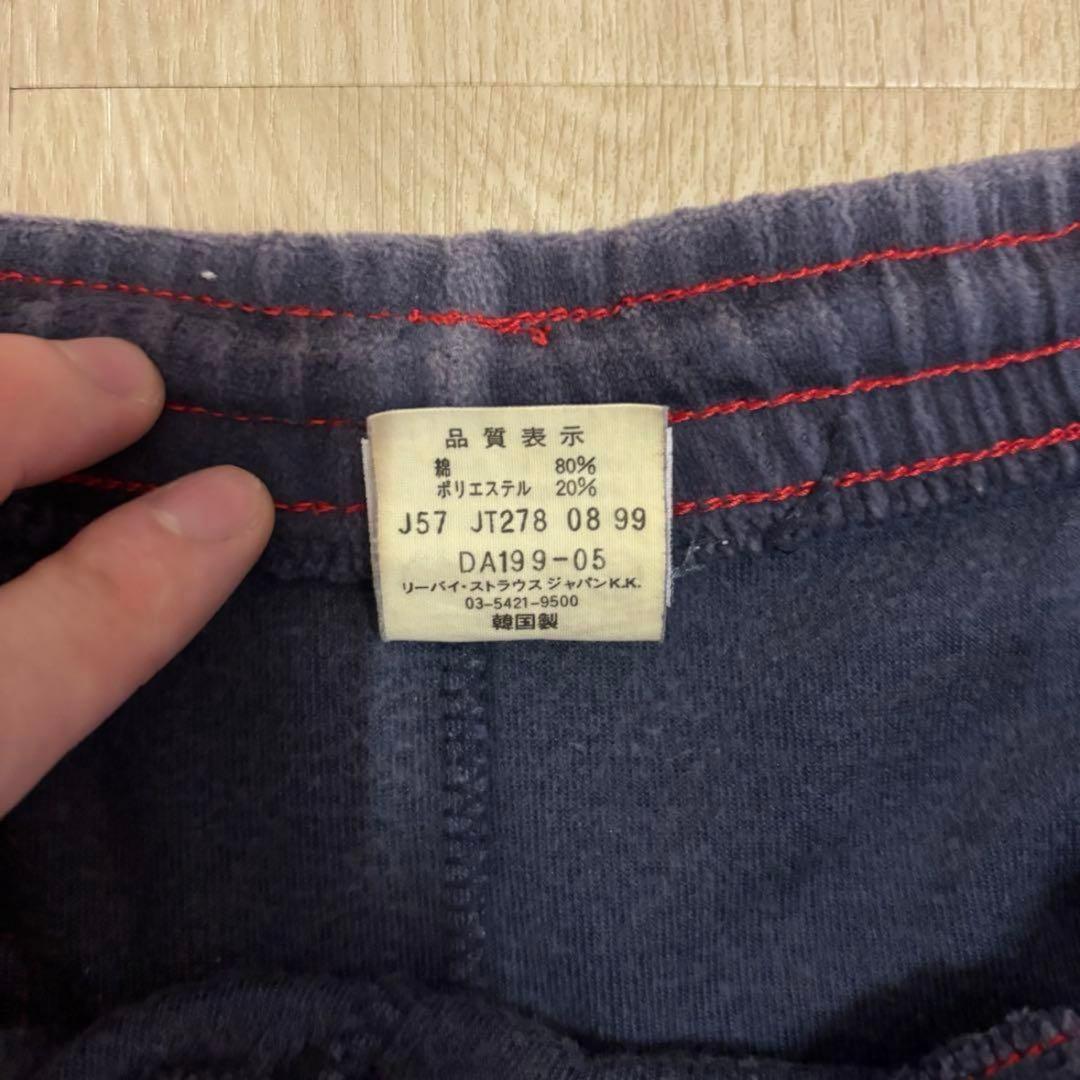 品質表示
綿 80%
ポリエステル 20%
J57 JT278 08 99
DA199-05
リーバイ・ストラウス ジャパンK.K.
03-5421-9500
韓国製